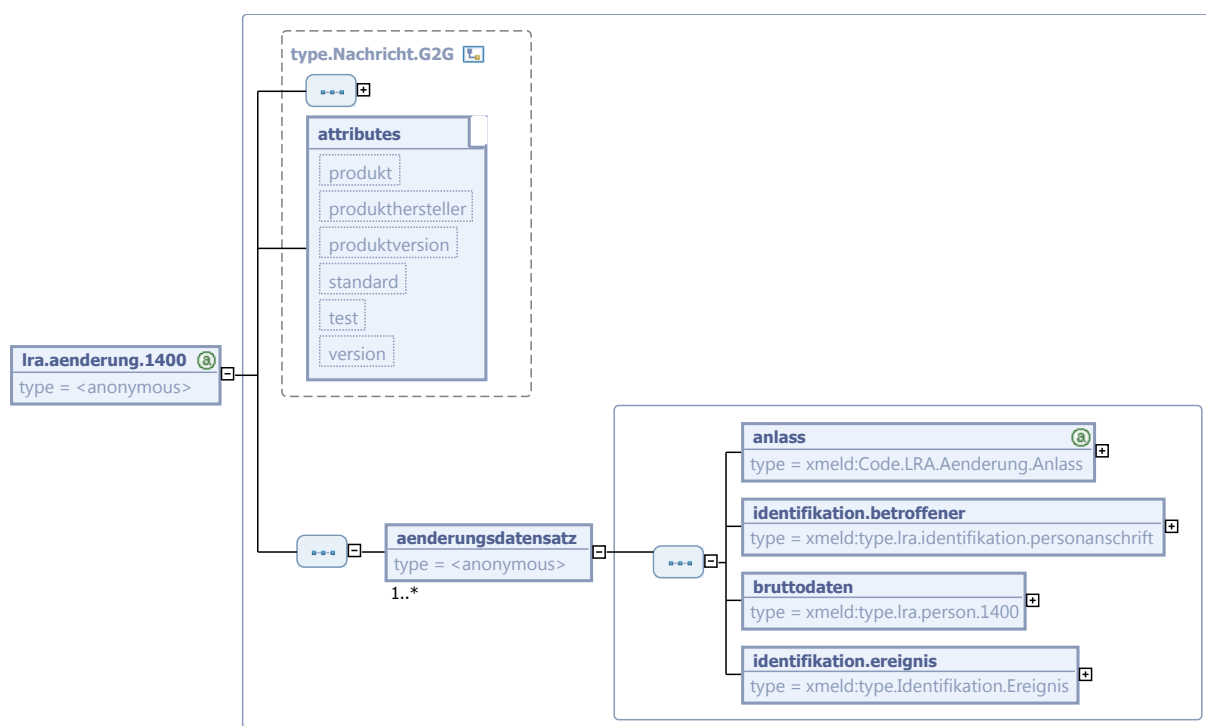 type.Nachricht.G2G
attributes
produkt
produkthersteller
produktversion
standard
test
version
lra.aenderung.1400 a
type = <anonymous>
aenderungsdatensatz
type = <anonymous>
1..*
anlass a
type = xmeld:Code.LRA.Aenderung.Anlass
identifikation.betroffener
type = xmeld:type.lra.identifikation.personanschrift
bruttodaten
type = xmeld:type.lra.person.1400
identifikation.ereignis
type = xmeld:type.Identifikation.Ereignis